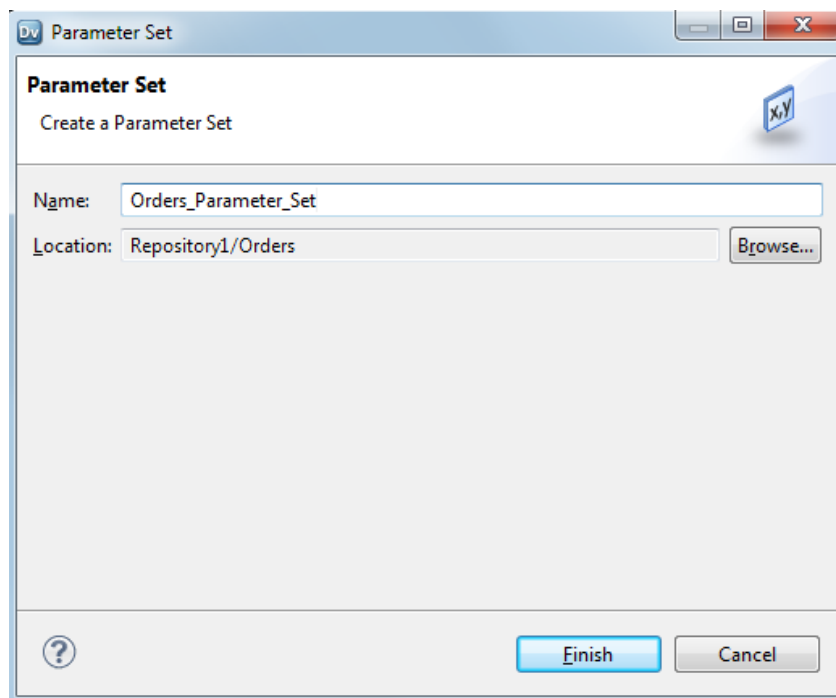 Dv Parameter Set
Parameter Set
Create a Parameter Set
x,y
Name: Orders_Parameter_Set
Location: Repository1/Orders Browse...
? Finish Cancel